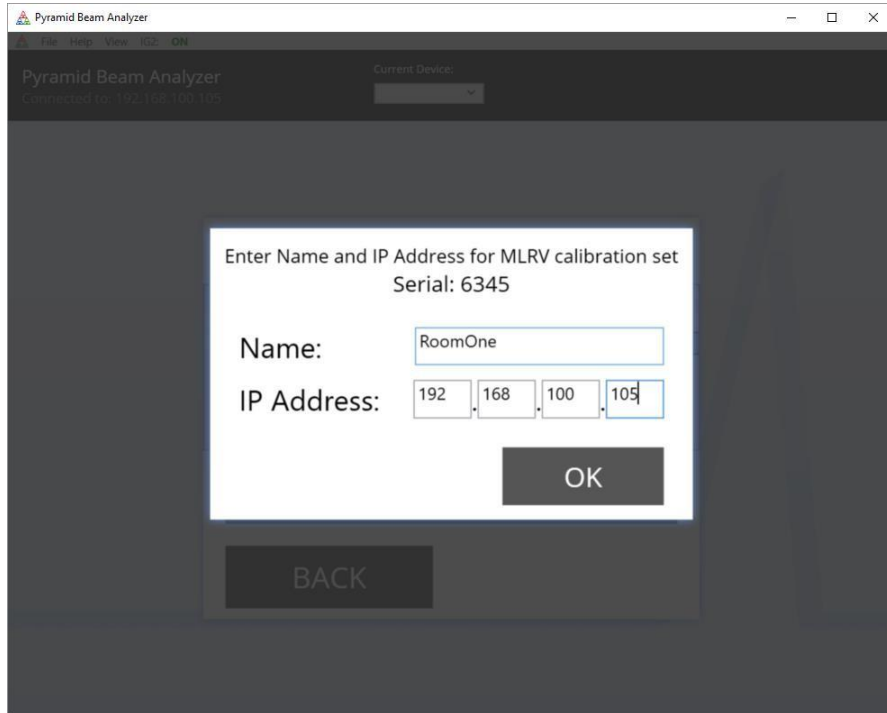 Pyramid Beam Analyzer
File Help View IG2: ON
Pyramid Beam Analyzer
Connected to: 192.168.100.105
Current Device:
Enter Name and IP Address for MLRV calibration set
Serial: 6345
Name: RoomOne
IP Address: 192 . 168 . 100 . 105
OK
BACK